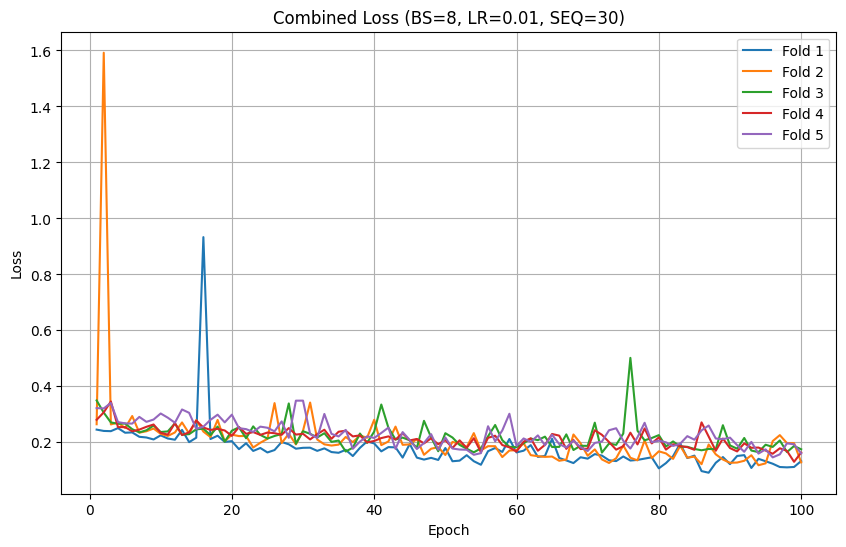 Combined Loss (BS=8, LR=0.01, SEQ=30)
Fold 1
Fold 2
Fold 3
Fold 4
Fold 5
1.6
1.4
1.2
1.0
0.8
0.6
0.4
0.2
Loss
0
20
40
60
80
100
Epoch